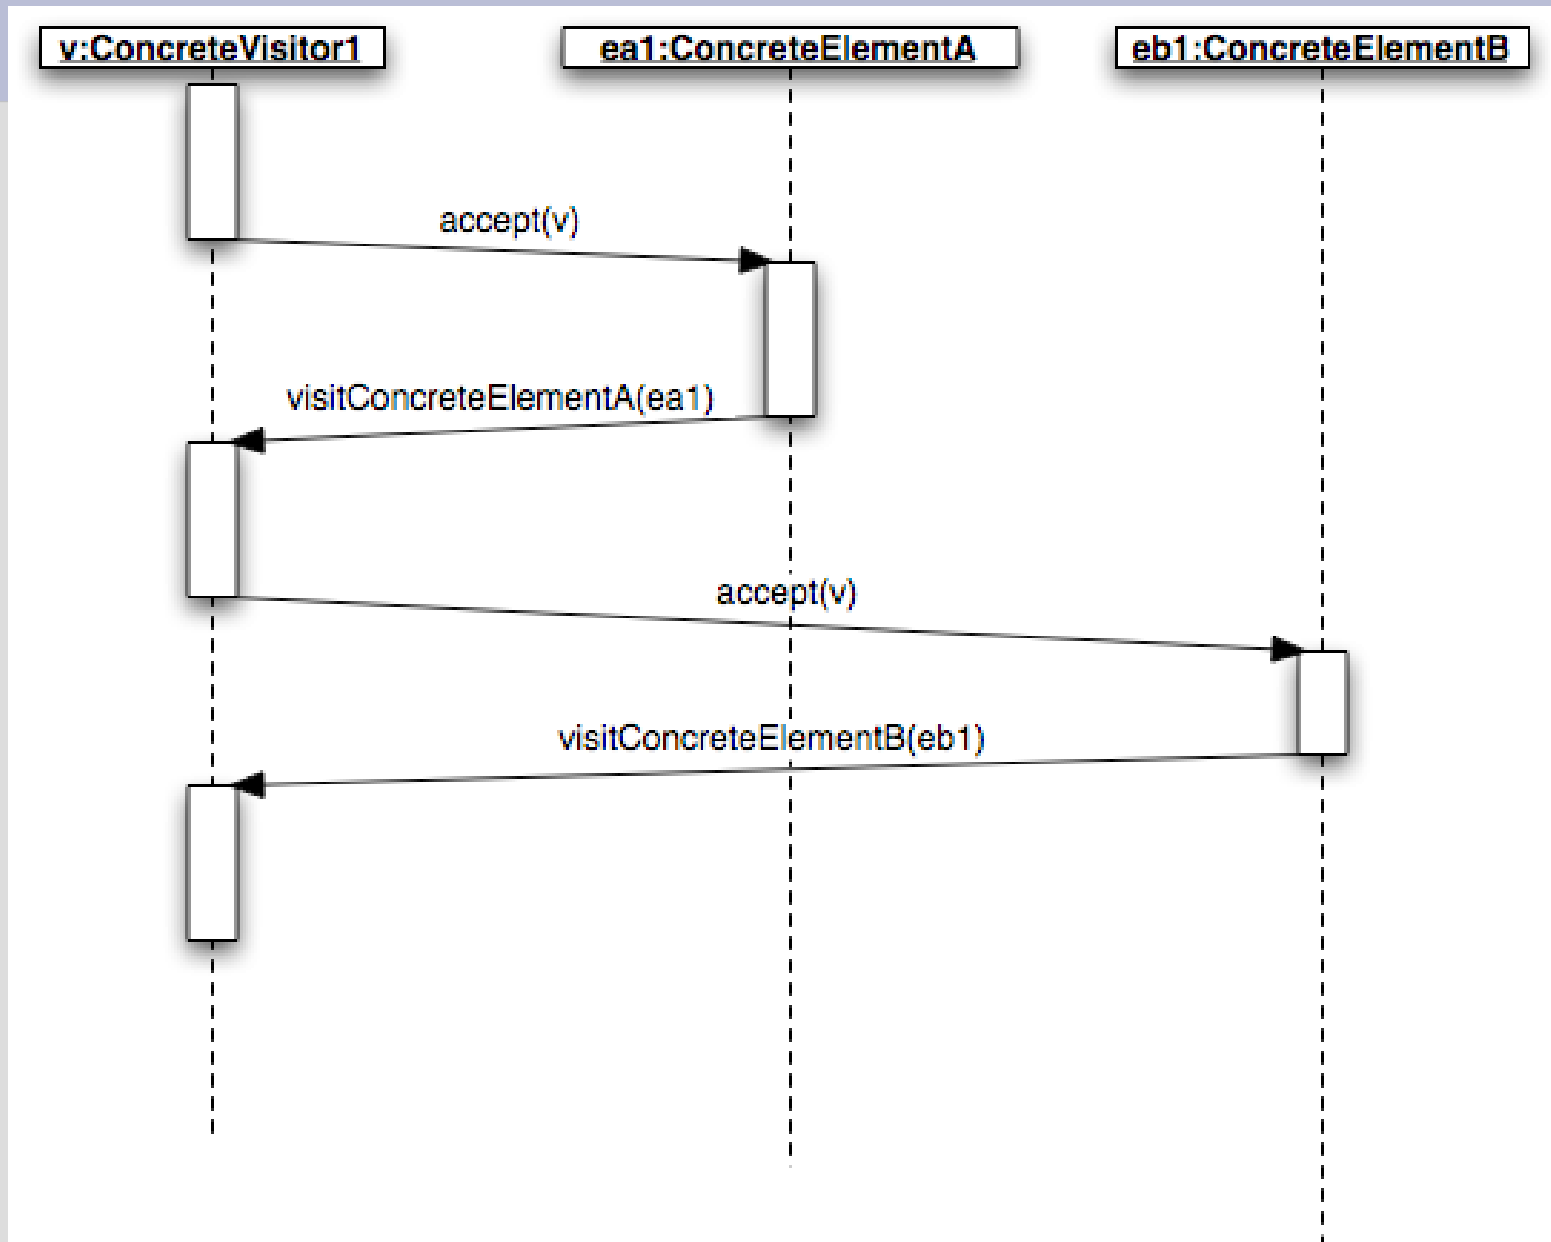 v:ConcreteVisitor1
ea1:ConcreteElementA
eb1:ConcreteElementB
accept(v)
visitConcreteElementA(ea1)
accept(v)
visitConcreteElementB(eb1)